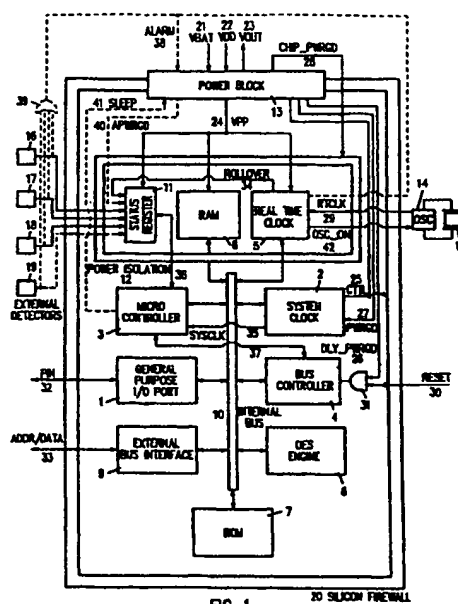 21 22 23
ALARM VBAT VDD VOUT CHIP_PWRGD
38 28
POWER BLOCK
13
41 SLEEP
40 APWRGD
24 VPP
39
16
17
18
19
EXTERNAL DETECTORS
ROLLOVER
34
11
STATUS REGISTER
RAM
REAL TIME CLOCK
5
RTCLK
29
OSC_ON
42
14
OSC
POWER ISOLATION
12
36
2
MICRO CONTROLLER
3
SYSTEM CLOCK
35
SYSCLK
37
25
CTR
27
PWRGD
DLY_PWRGD
26
PIN
32
GENERAL PURPOSE I/O PORT
1
10
INTERNAL BUS
BUS CONTROLLER
4
31
RESET
30
ADDR/DATA
33
EXTERNAL BUS INTERFACE
DES ENGINE
6
7
20 SILICON FIREWALL